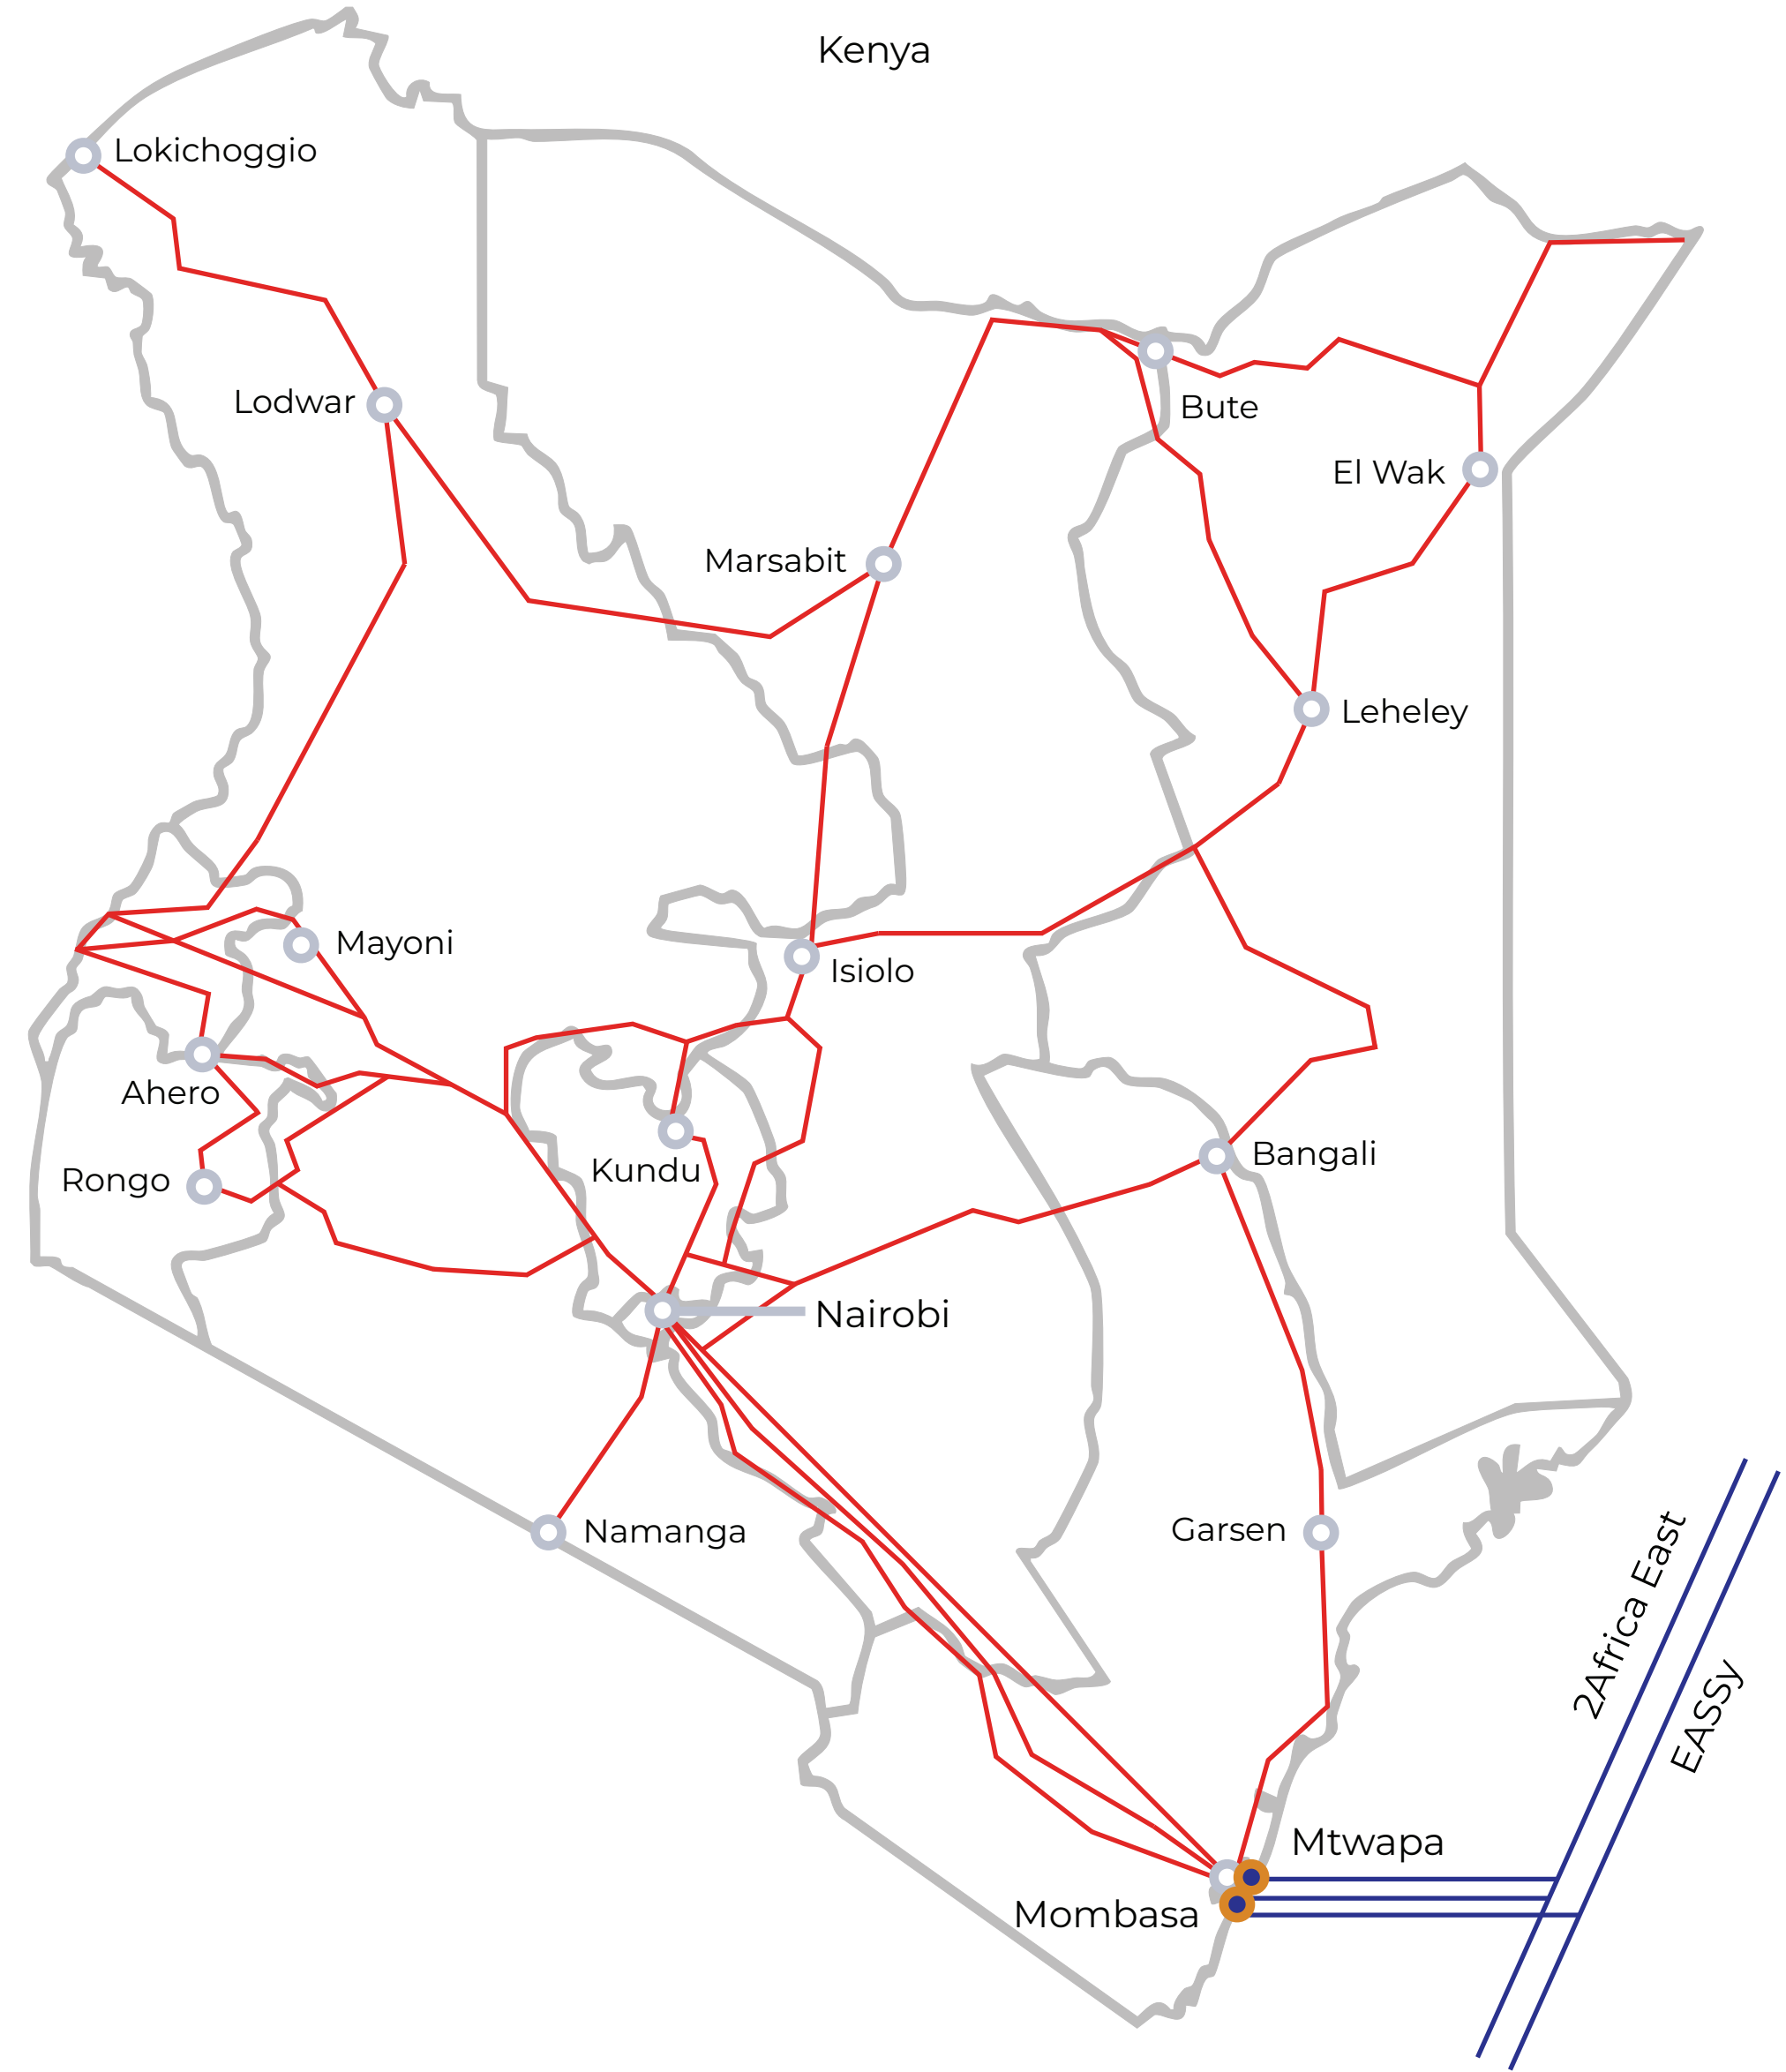 Kenya
Lokichoggio
Lodwar
Bute
El Wak
Marsabit
Leheley
Mayoni
Isiolo
Ahero
Bangali
Kundu
Rongo
Nairobi
Namanga
Garsen
2Africa East
EASSy
Mtwapa
Mombasa